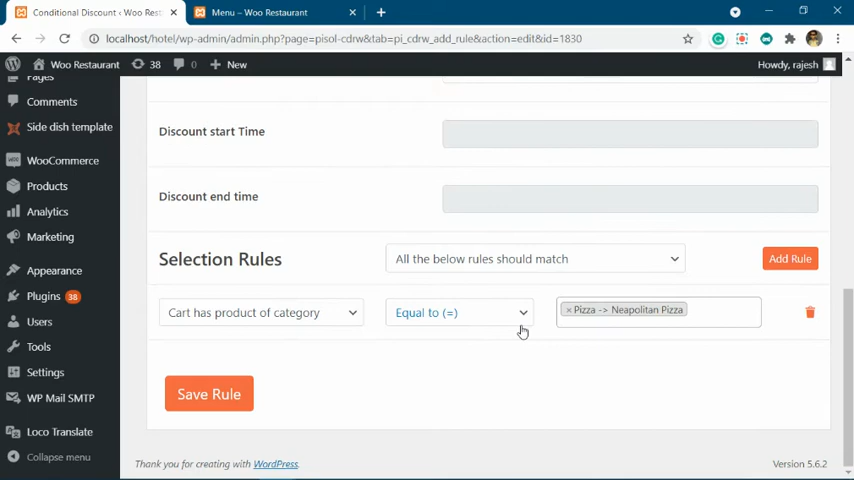 Conditional Discount ‹ Woo Rest
Menu – Woo Restaurant
localhost/hotel/wp-admin/admin.php?page=pisol-cdrw&tab=pi_cdrw_add_rule&action=edit&id=1830
Woo Restaurant 38 0 + New Howdy, rajesh
Pages
Comments
Side dish template
WooCommerce
Products
Analytics
Marketing
Appearance
Plugins 38
Users
Tools
Settings
WP Mail SMTP
Loco Translate
Collapse menu
Discount start Time
Discount end time
Selection Rules All the below rules should match Add Rule
Cart has product of category Equal to (=) × Pizza -> Neapolitan Pizza
Save Rule
Thank you for creating with WordPress. Version 5.6.2